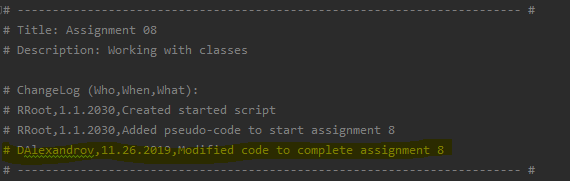 # ---------------------------------------------------------------------- #
# Title: Assignment 08
# Description: Working with classes
# ChangeLog (Who,When,What):
# RRoot,1.1.2030,Created started script
# RRoot,1.1.2030,Added pseudo-code to start assignment 8
# DAlexandrov,11.26.2019,Modified code to complete assignment 8
# ---------------------------------------------------------------------- #